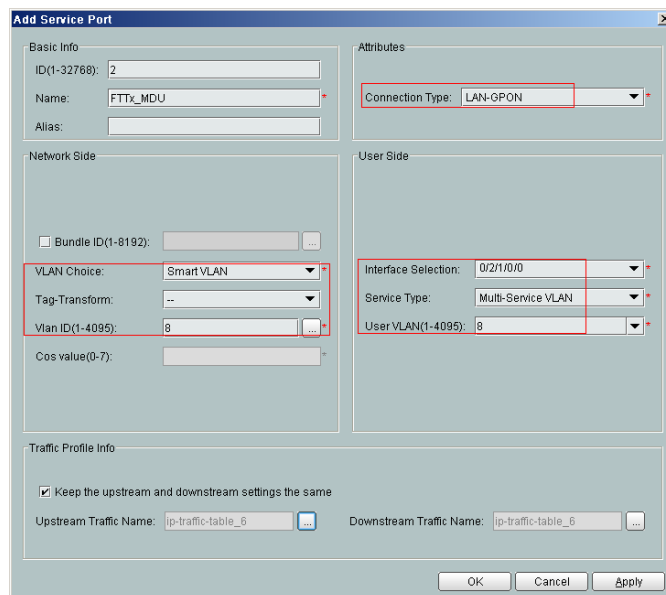 Add Service Port
Basic Info
ID(1-32768): 2
Name: FTTx_MDU *
Alias:
Attributes
Connection Type: LAN-GPON *
Network Side
Bundle ID(1-8192): ...
VLAN Choice: Smart VLAN *
Tag-Transform: --
Vlan ID(1-4095): 8 ... *
Cos value(0-7): *
User Side
Interface Selection: 0/2/1/0/0 *
Service Type: Multi-Service VLAN *
User VLAN(1-4095): 8 *
Traffic Profile Info
Keep the upstream and downstream settings the same
Upstream Traffic Name: ip-traffic-table_6 ... Downstream Traffic Name: ip-traffic-table_6 ...
OK Cancel Apply